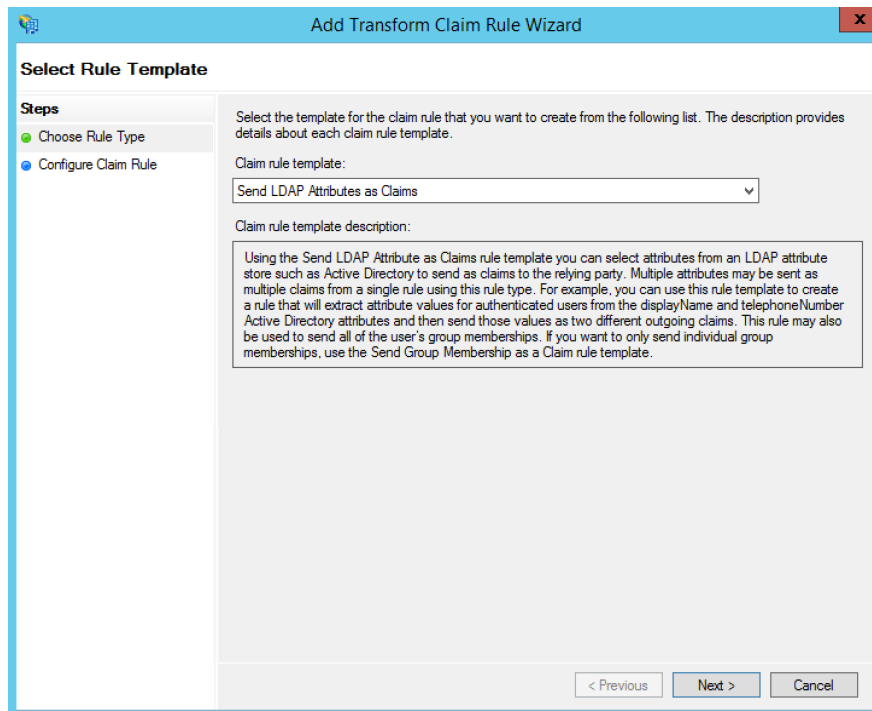 Add Transform Claim Rule Wizard
x
Select Rule Template
Steps
Choose Rule Type
Configure Claim Rule
Select the template for the claim rule that you want to create from the following list. The description provides
details about each claim rule template.
Claim rule template:
Send LDAP Attributes as Claims
Claim rule template description:
Using the Send LDAP Attribute as Claims rule template you can select attributes from an LDAP attribute
store such as Active Directory to send as claims to the relying party. Multiple attributes may be sent as
multiple claims from a single rule using this rule type. For example, you can use this rule template to create
a rule that will extract attribute values for authenticated users from the displayName and telephoneNumber
Active Directory attributes and then send those values as two different outgoing claims. This rule may also
be used to send all of the user's group memberships. If you want to only send individual group
memberships, use the Send Group Membership as a Claim rule template.
< Previous
Next >
Cancel